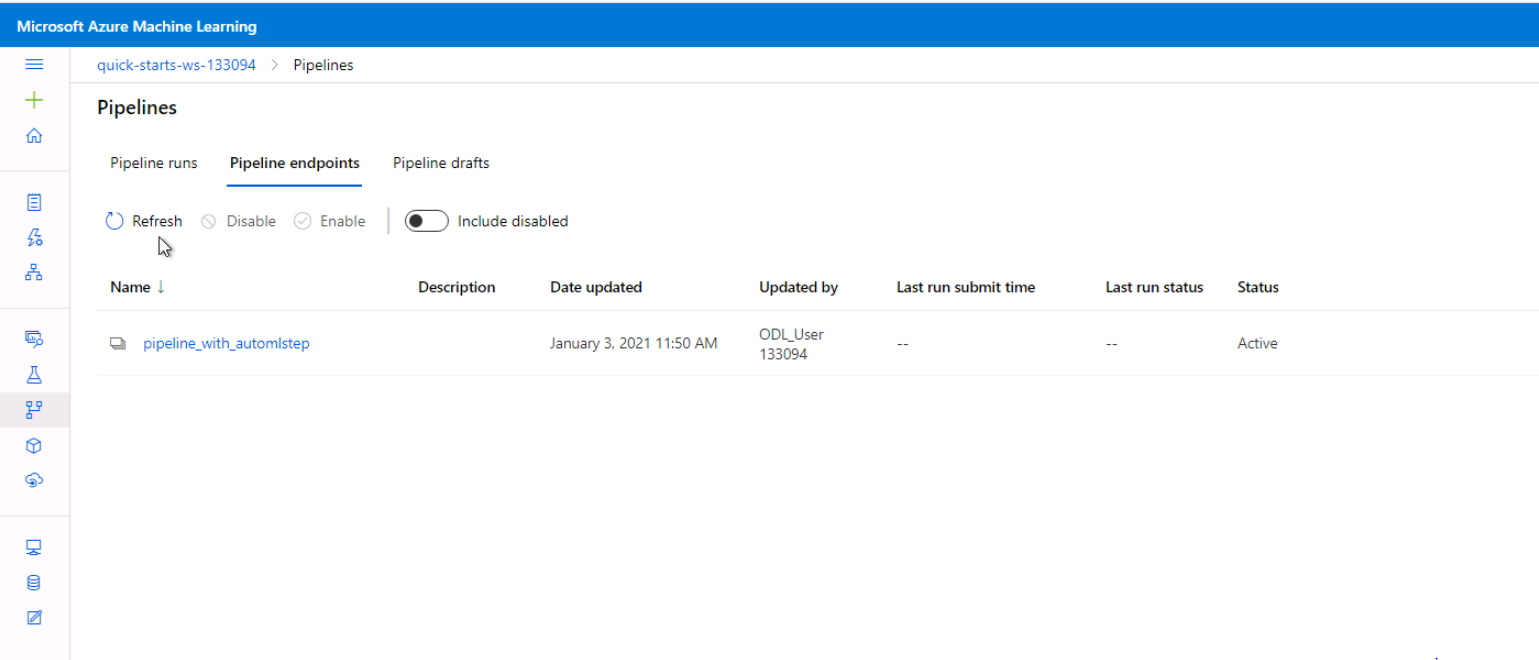 Microsoft Azure Machine Learning
quick-starts-ws-133094 > Pipelines
Pipelines
Pipeline runs Pipeline endpoints Pipeline drafts
Refresh Disable Enable Include disabled
Name ↓ Description Date updated Updated by Last run submit time Last run status Status
pipeline_with_automlstep January 3, 2021 11:50 AM ODL_User 133094 -- -- Active